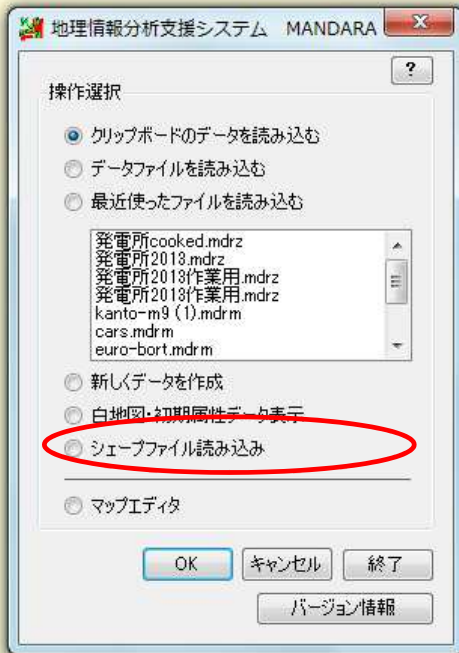 地理情報分析支援システム MANDARA
?
操作選択
クリップボードのデータを読み込む
データファイルを読み込む
最近使ったファイルを読み込む
発電所cooked.mdrz
発電所2013.mdrz
発電所2013作業用.mdrz
発電所2013作業用.mdrz
kanto-m9 (1).mdrm
cars.mdrm
euro-bort.mdrm
新しくデータを作成
白地図・初期属性データ表示
シェープファイル読み込み
マップエディタ
OK キャンセル 終了
バージョン情報